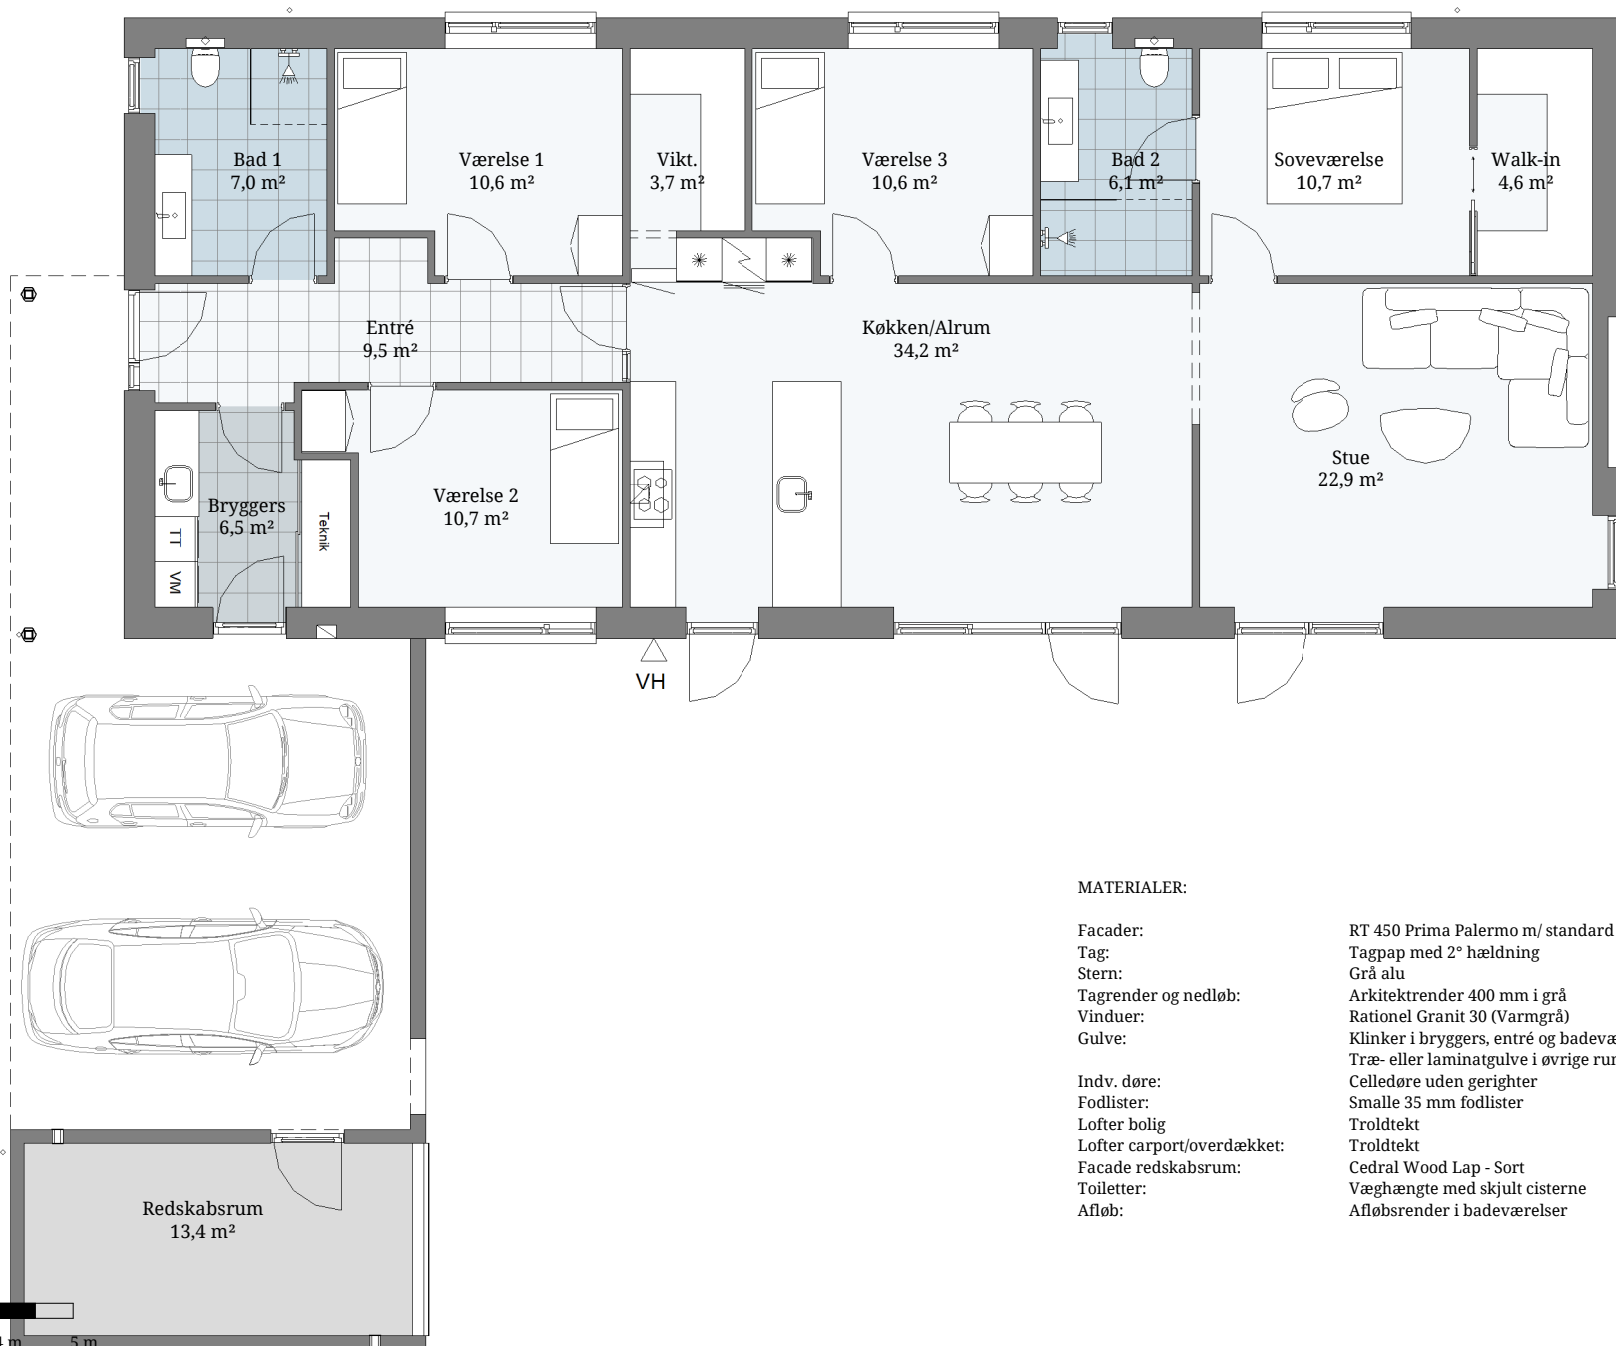 Bad 1
7,0 m²
Værelse 1
10,6 m²
Vikt.
3,7 m²
Værelse 3
10,6 m²
Bad 2
6,1 m²
Soveværelse
10,7 m²
Walk-in
4,6 m²
Entré
9,5 m²
Køkken/Alrum
34,2 m²
Stue
22,9 m²
Værelse 2
10,7 m²
Bryggers
6,5 m²
Teknik
TT
VM
VH
MATERIALER:
Facader: RT 450 Prima Palermo m/ standard
Tag: Tagpap med 2° hældning
Stern: Grå alu
Tagrender og nedløb: Arkitektrender 400 mm i grå
Vinduer: Rationel Granit 30 (Varmgrå)
Gulve: Klinker i bryggers, entré og badevæ
Træ- eller laminatgulve i øvrige
Indv. døre: Celledøre uden gerighter
Fodlister: Smalle 35 mm fodlister
Lofter bolig Troldtekt
Lofter carport/overdækket: Troldtekt
Facade redskabsrum: Cedral Wood Lap - Sort
Toiletter: Væghængte med skjult cisterne
Afløb: Afløbsrender i badeværelser
Redskabsrum
13,4 m²
m 5 m